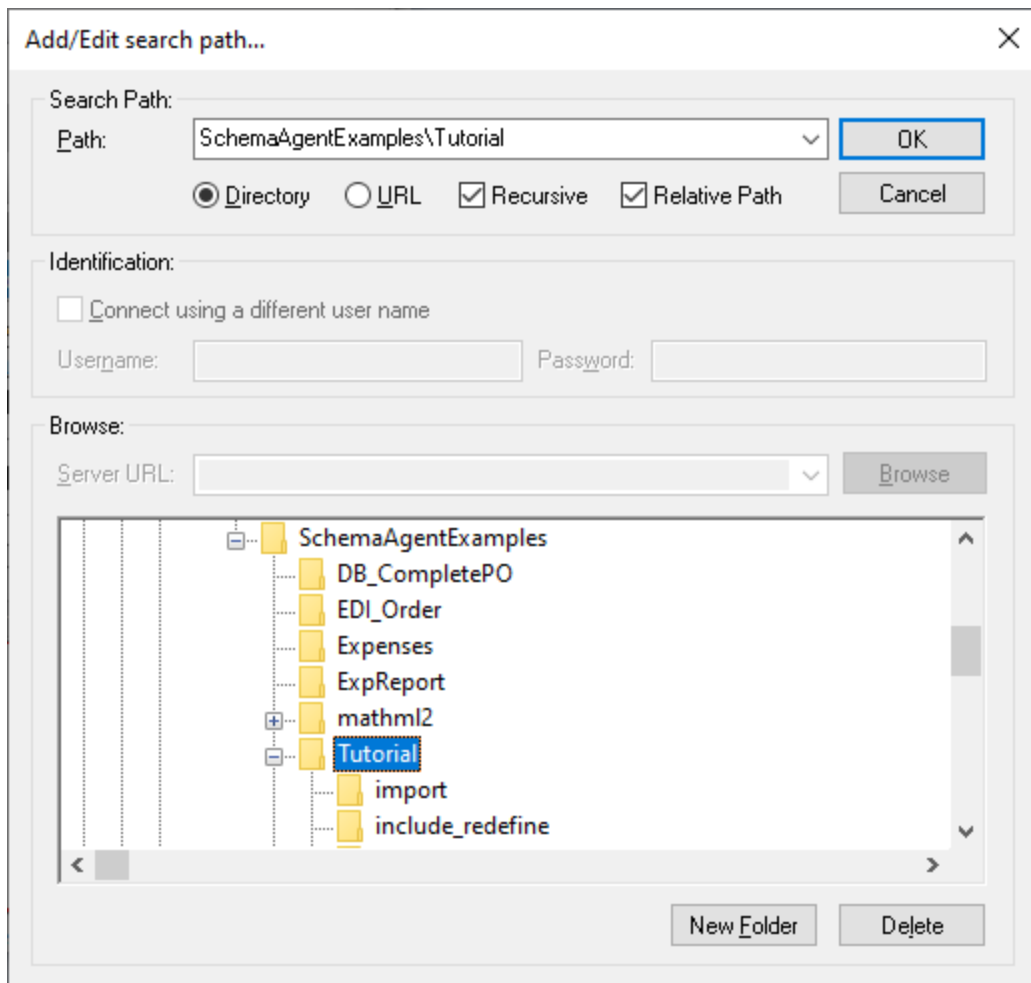 Add/Edit search path...
Search Path:
Path: SchemaAgentExamples\Tutorial OK
Directory URL Recursive Relative Path Cancel
Identification:
Connect using a different user name
Username: Password:
Browse:
Server URL: Browse
SchemaAgentExamples
DB_CompletePO
EDI_Order
Expenses
ExpReport
mathml2
Tutorial
import
include_redefine
New Folder Delete